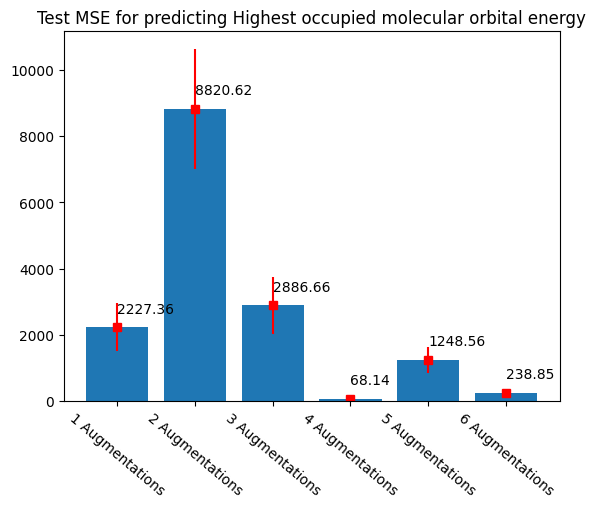 Test MSE for predicting Highest occupied molecular orbital energy
10000
8000
6000
4000
2000
0
2227.36
8820.62
2886.66
68.14
1248.56
238.85
1 Augmentations
2 Augmentations
3 Augmentations
4 Augmentations
5 Augmentations
6 Augmentations